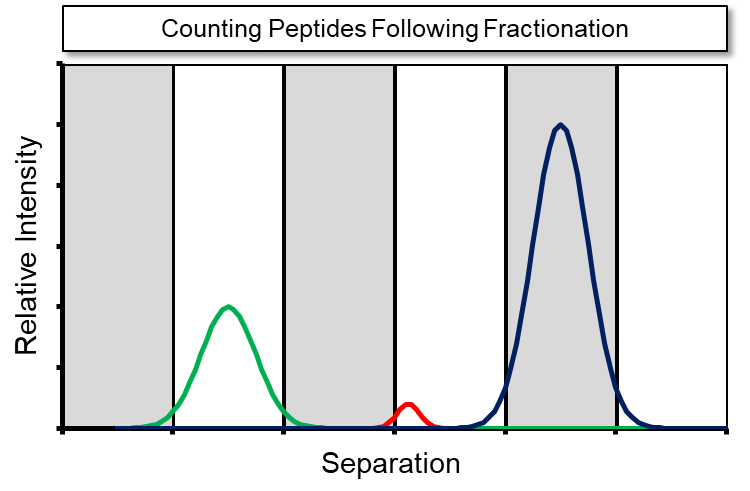 Counting Peptides Following Fractionation
Relative Intensity
Separation